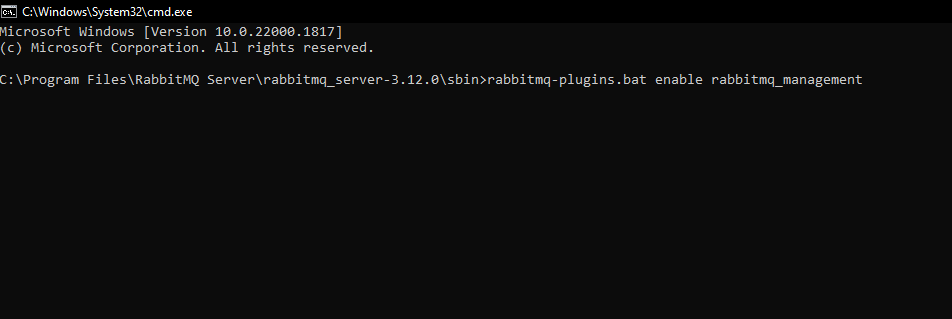 C:\Windows\System32\cmd.exe
Microsoft Windows [Version 10.0.22000.1817]
(c) Microsoft Corporation. All rights reserved.
C:\Program Files\RabbitMQ Server\rabbitmq_server-3.12.0\sbin>rabbitmq-plugins.bat enable rabbitmq_management